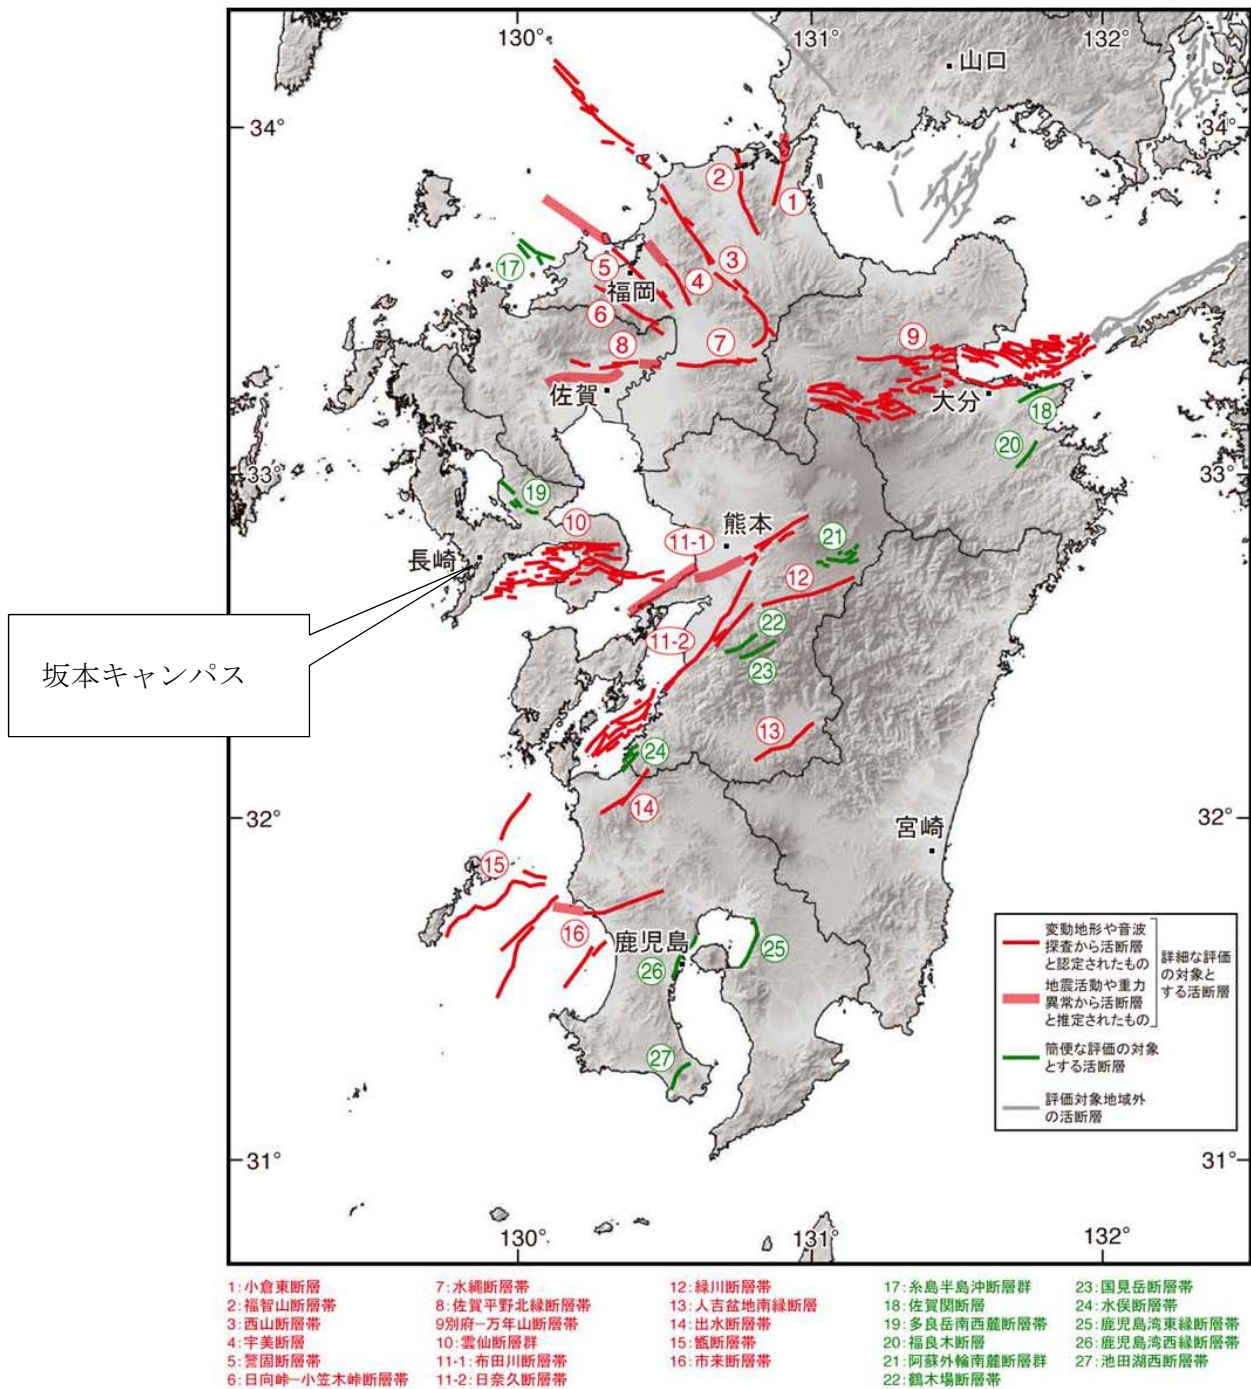 130°
131°
132°
山口
34°
34°
2
1
17
5
3
福岡
4
6
8
7
9
佐賀
大分
18
20
33°
33°
19
10
熊本
11-1
21
長崎
12
22
11-2
坂本キャンパス
23
13
24
14
32°
宮崎
32°
15
16
鹿児島
25
26
27
変動地形や音波
探査から活断層
と認定されたもの
地震活動や重力
異常から活断層
と推定されたもの
詳細な評価
の対象と
する活断層
簡便な評価の対象
とする活断層
評価対象地域外
の活断層
31°
31°
130°
131°
132°
1:小倉東断層
2:福智山断層帯
3:西山断層帯
4:宇美断層
5:警固断層帯
6:日向峠−小笠木峠断層帯
7:水縄断層帯
8:佐賀平野北縁断層帯
9別府−万年山断層帯
10:雲仙断層群
11-1:布田川断層帯
11-2:日奈久断層帯
12:緑川断層帯
13:人吉盆地南縁断層
14:出水断層帯
15:甑断層帯
16:市来断層帯
17:糸島半島沖断層群
18:佐賀関断層
19:多良岳南西麓断層帯
20:福良木断層
21:阿蘇外輪南麓断層群
22:鶴木場断層帯
23:国見岳断層帯
24:水俣断層帯
25:鹿児島湾東縁断層帯
26:鹿児島湾西縁断層帯
27:池田湖西断層帯